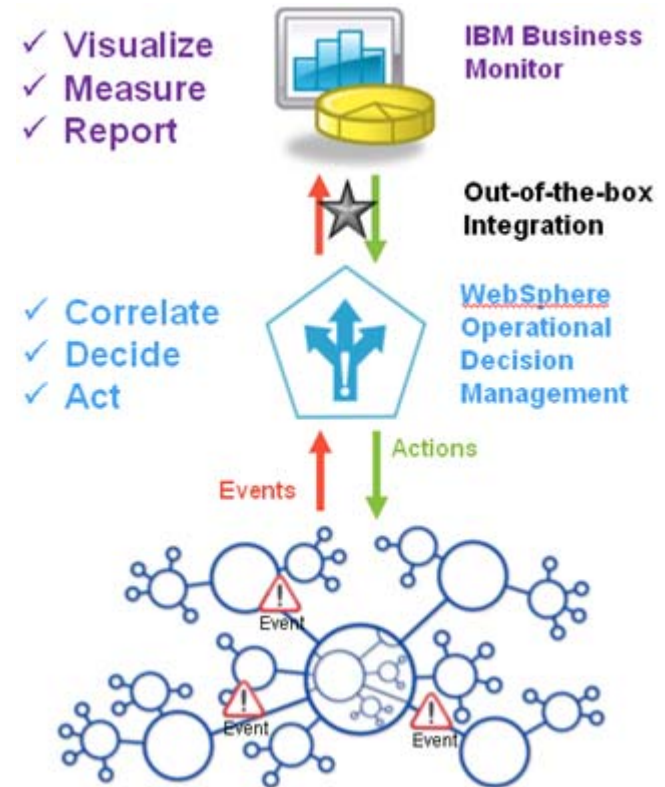 ✓ Visualize
✓ Measure
✓ Report
IBM Business
Monitor
Out-of-the-box
Integration
✓ Correlate
✓ Decide
✓ Act
WebSphere
Operational
Decision
Management
Events
Actions
Event
Event
Event